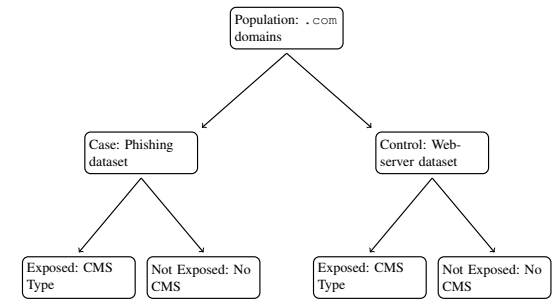 Population: .com
domains
Case: Phishing
dataset
Control: Web-
server dataset
Exposed: CMS
Type
Not Exposed: No
CMS
Exposed: CMS
Type
Not Exposed: No
CMS